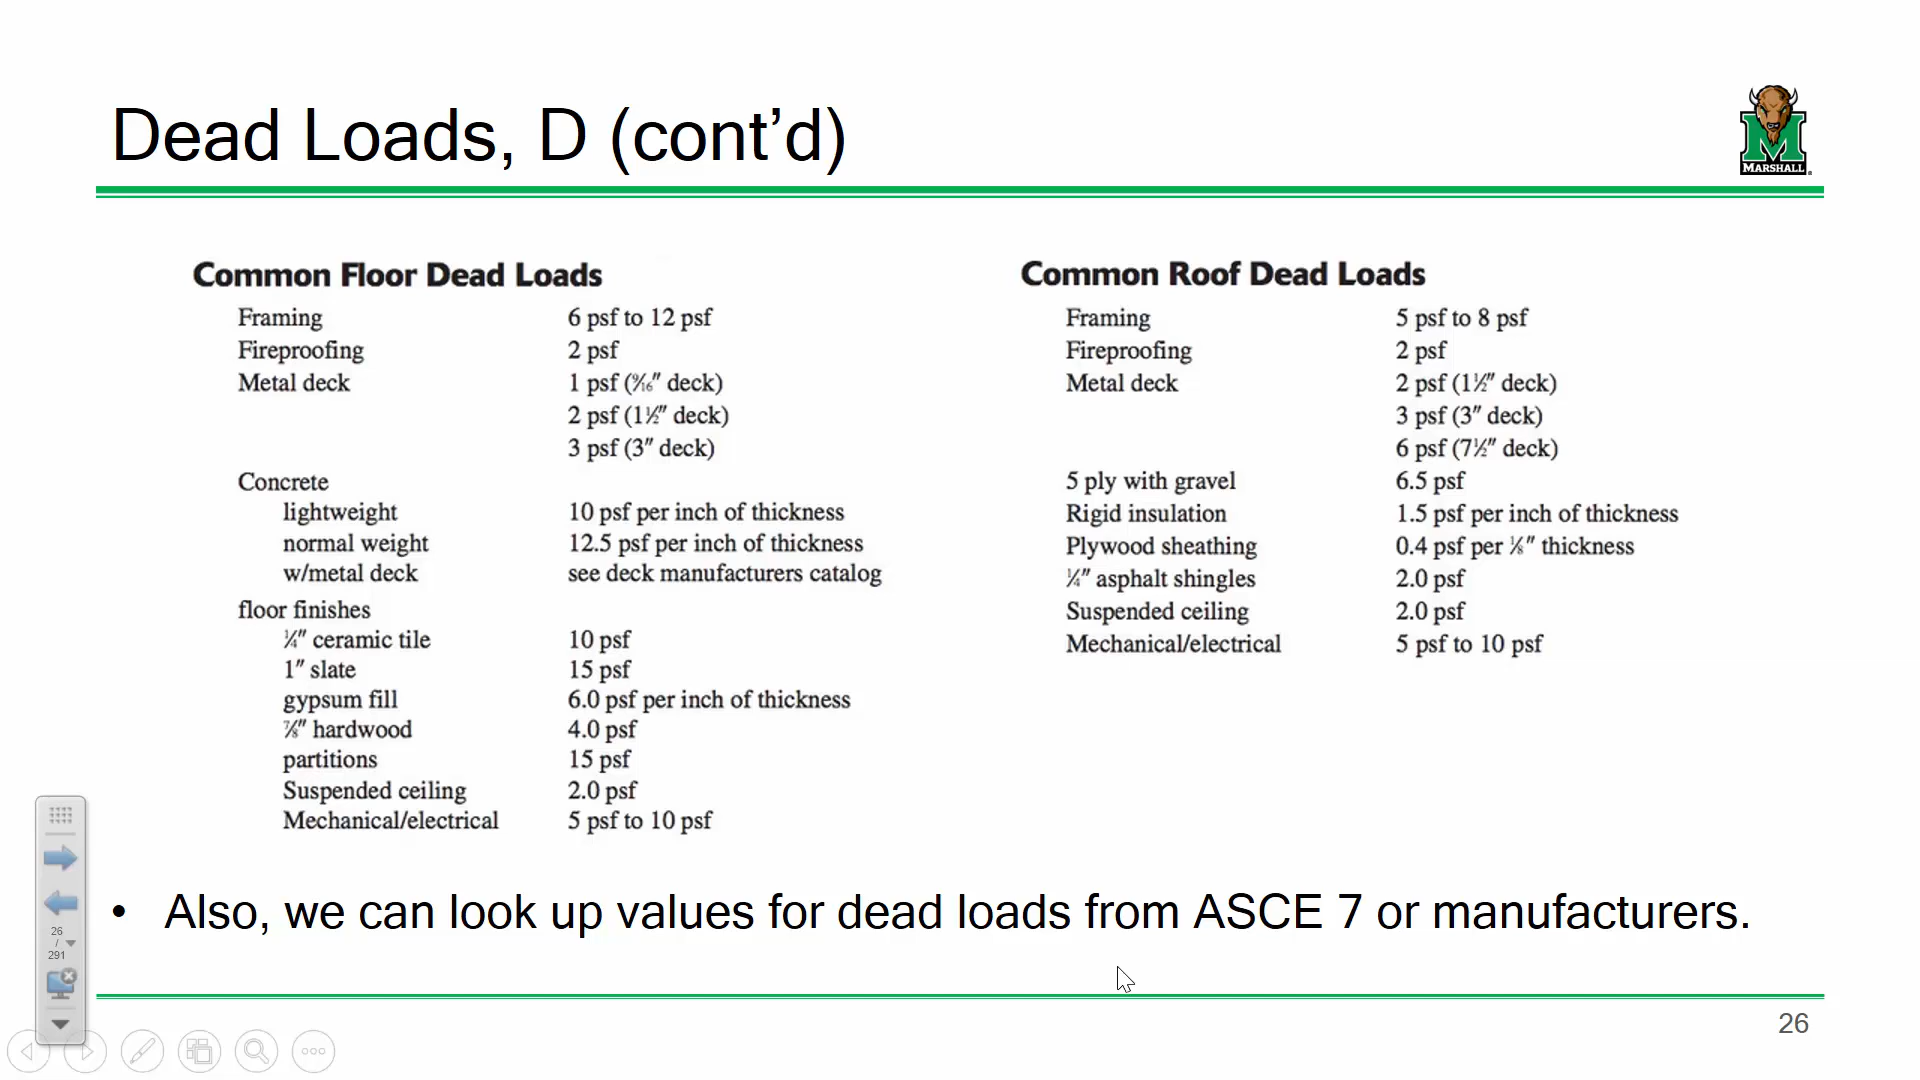 Dead Loads, D (cont’d)
MARSHALL
Common Floor Dead Loads
Framing 6 psf to 12 psf
Fireproofing 2 psf
Metal deck 1 psf (9⁄16″ deck)
2 psf (1½″ deck)
3 psf (3″ deck)
Concrete
lightweight 10 psf per inch of thickness
normal weight 12.5 psf per inch of thickness
w/metal deck see deck manufacturers catalog
floor finishes
¼″ ceramic tile 10 psf
1″ slate 15 psf
gypsum fill 6.0 psf per inch of thickness
⅞″ hardwood 4.0 psf
partitions 15 psf
Suspended ceiling 2.0 psf
Mechanical/electrical 5 psf to 10 psf
Common Roof Dead Loads
Framing 5 psf to 8 psf
Fireproofing 2 psf
Metal deck 2 psf (1½″ deck)
3 psf (3″ deck)
6 psf (7½″ deck)
5 ply with gravel 6.5 psf
Rigid insulation 1.5 psf per inch of thickness
Plywood sheathing 0.4 psf per ⅛″ thickness
¼″ asphalt shingles 2.0 psf
Suspended ceiling 2.0 psf
Mechanical/electrical 5 psf to 10 psf
• Also, we can look up values for dead loads from ASCE 7 or manufacturers.
26
/
291
26